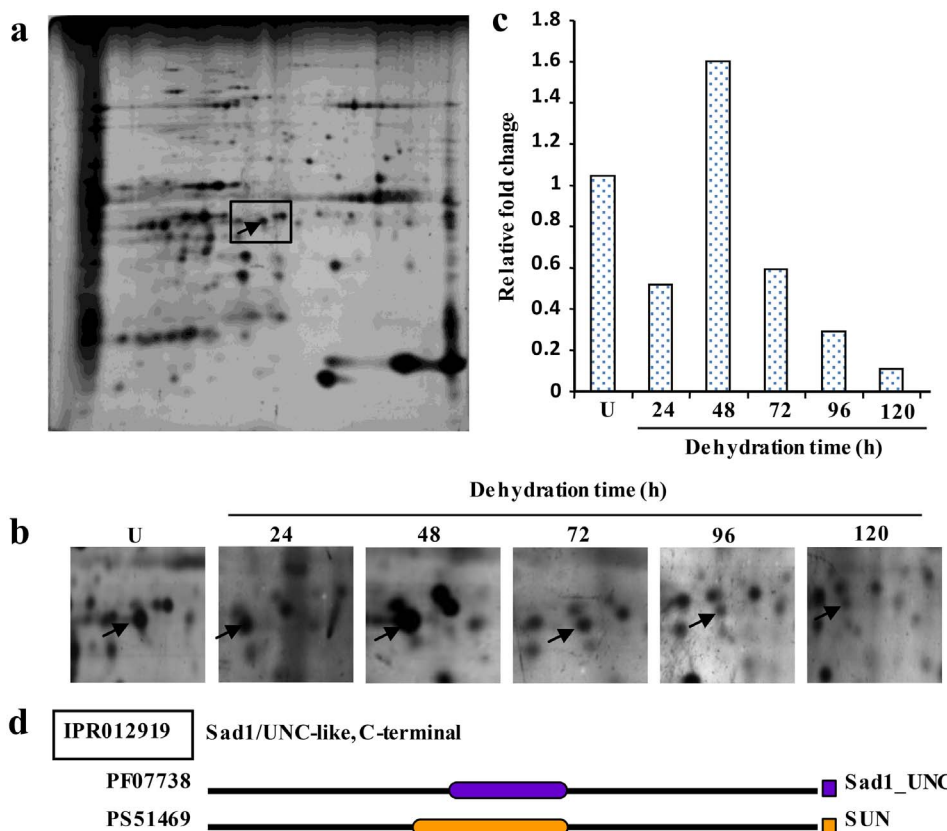 a
c
1.8
1.6
1.4
1.2
1
0.8
0.6
0.4
0.2
0
Relative fold change
U 24 48 72 96 120
Dehydration time (h)
Dehydration time (h)
b
U 24 48 72 96 120
d
IPR012919 Sad1/UNC-like, C-terminal
PF07738 Sad1_UNC
PS51469 SUN